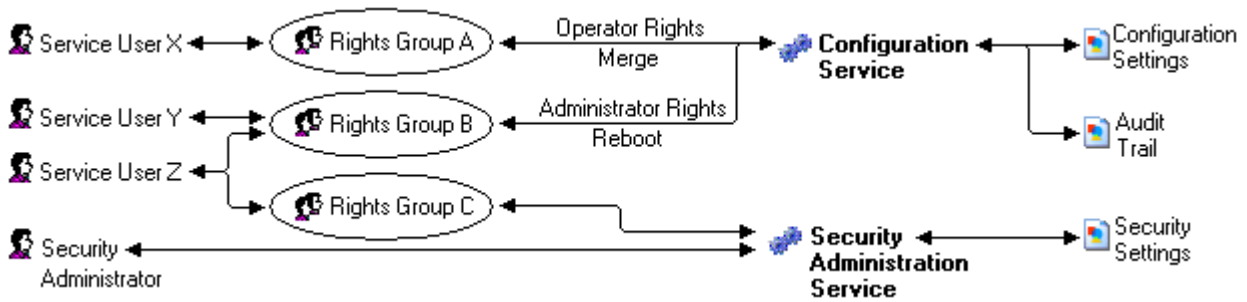 Service User X
Rights Group A
Operator Rights
Merge
Configuration
Service
Configuration
Settings
Service User Y
Rights Group B
Administrator Rights
Reboot
Audit
Trail
Service User Z
Rights Group C
Security
Administrator
Security
Administration
Service
Security
Settings